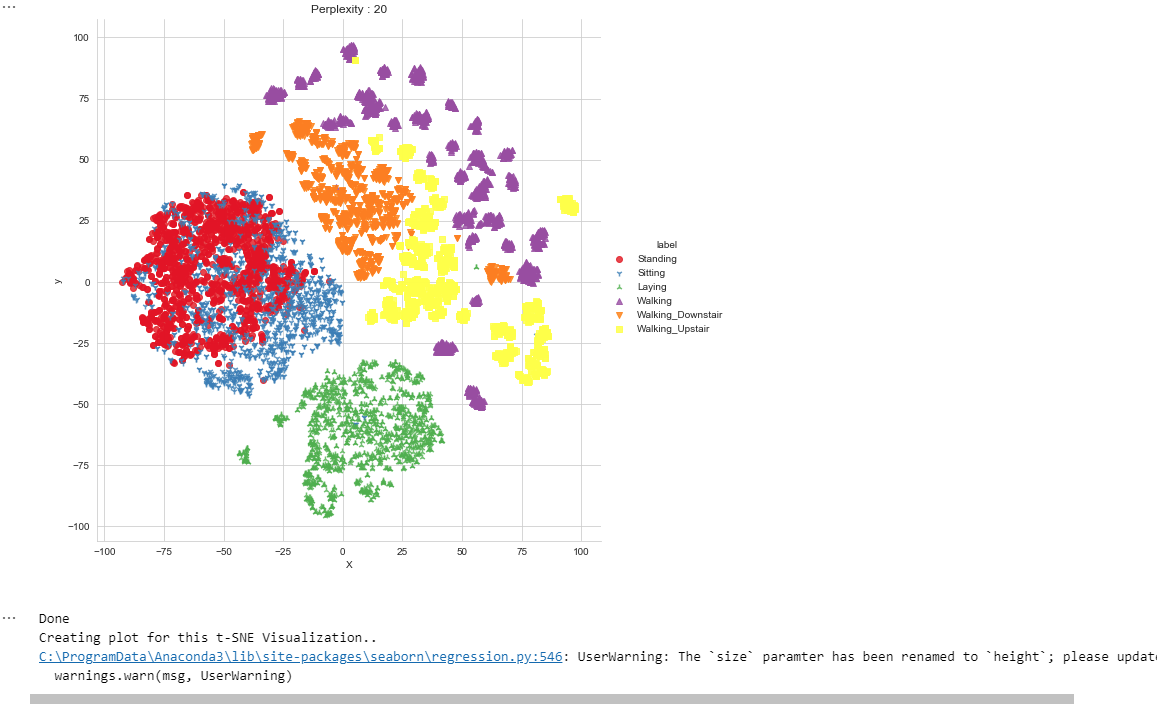 ...
Perplexity : 20
100
75
50
25
0
−25
−50
−75
−100
y
−100 −75 −50 −25 0 25 50 75 100
X
label
Standing
Sitting
Laying
Walking
Walking_Downstair
Walking_Upstair
...
Done
Creating plot for this t-SNE Visualization..
C:\ProgramData\Anaconda3\lib\site-packages\seaborn\regression.py:546: UserWarning: The `size` paramter has been renamed to `height`; please update
warnings.warn(msg, UserWarning)